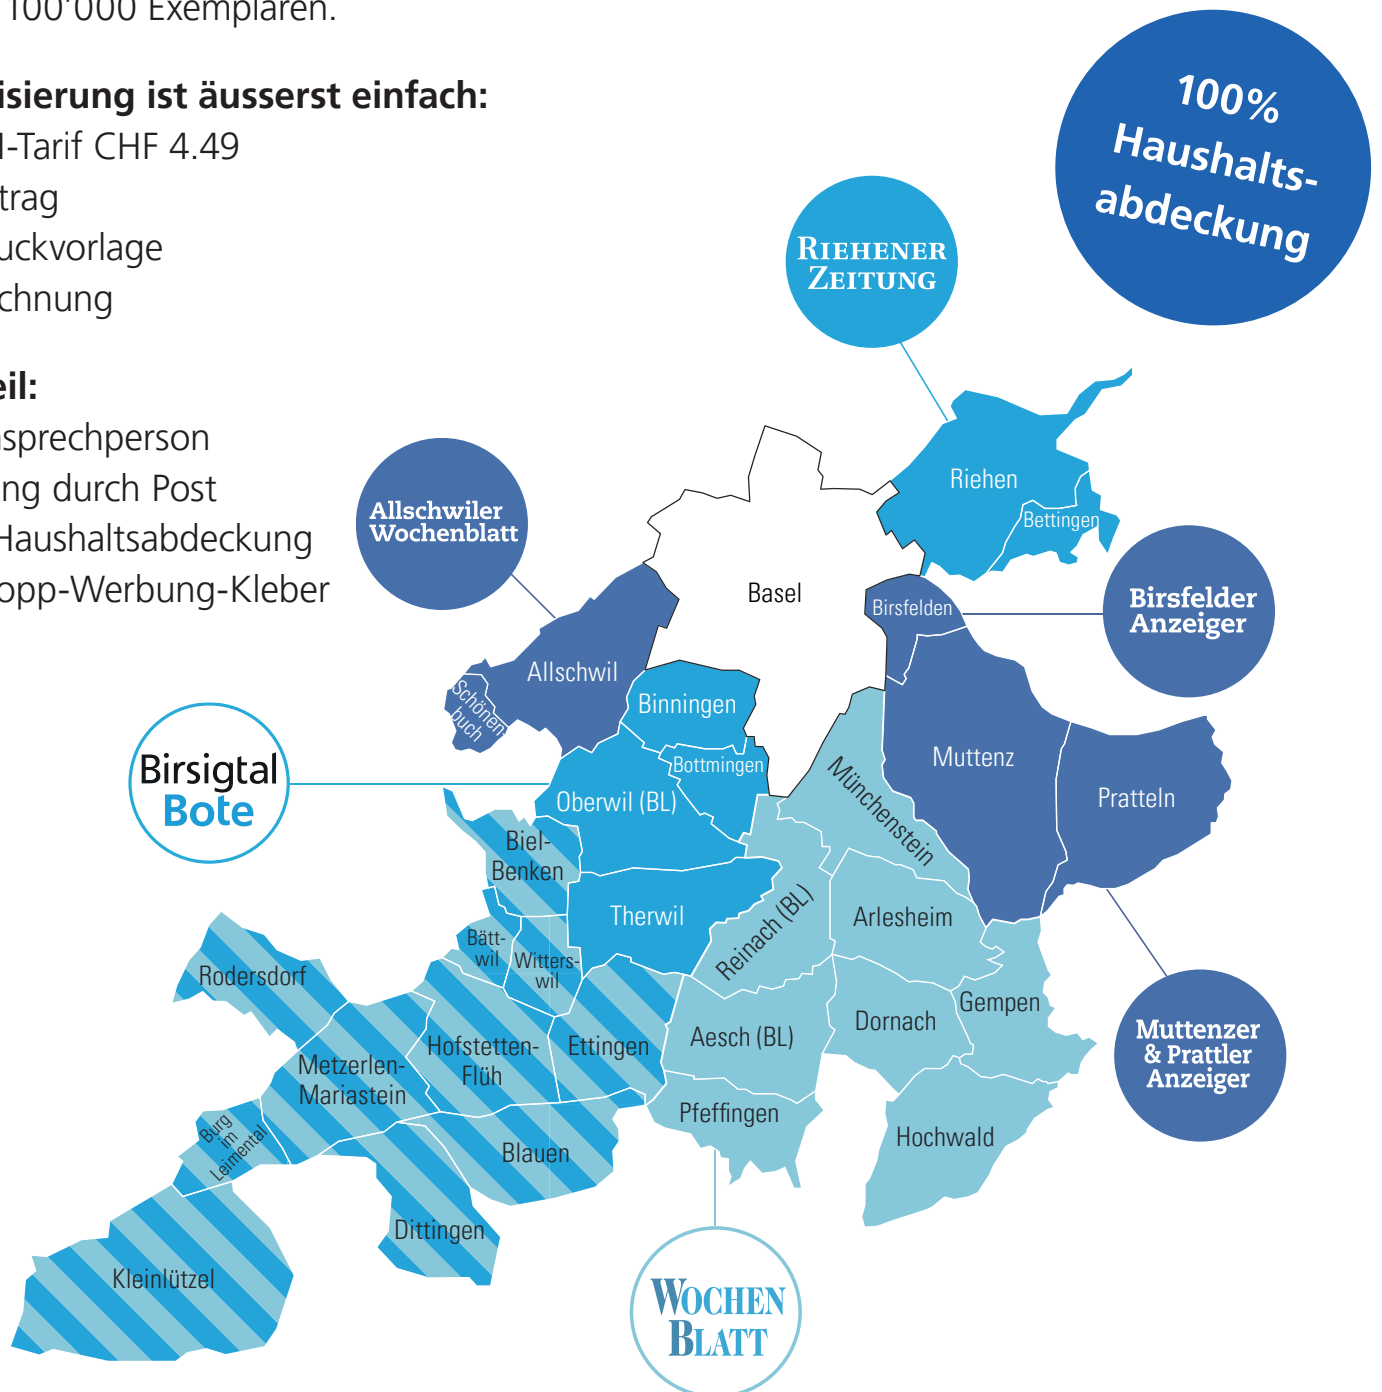 100’000 Exemplaren.
isierung ist äusserst einfach:
-Tarif CHF 4.49
trag
uckvorlage
chnung
eil:
nsprechperson
ng durch Post
Haushaltsabdeckung
opp-Werbung-Kleber
100%
Haushalts-
abdeckung
RIEHENER
ZEITUNG
Allschwiler
Wochenblatt
Birsfelder
Anzeiger
Birsigtal
Bote
Muttenzer
& Prattler
Anzeiger
WOCHEN
BLATT
Riehen
Bettingen
Basel
Birsfelden
Allschwil
Schönen-
buch
Binningen
Bottmingen
Oberwil (BL)
Muttenz
Pratteln
Münchenstein
Biel-
Benken
Therwil
Reinach (BL)
Arlesheim
Bätt-
wil
Witters-
wil
Rodersdorf
Gempen
Dornach
Aesch (BL)
Ettingen
Hofstetten-
Flüh
Metzerlen-
Mariastein
Pfeffingen
Hochwald
Burg
im
Leimental
Blauen
Dittingen
Kleinlützel